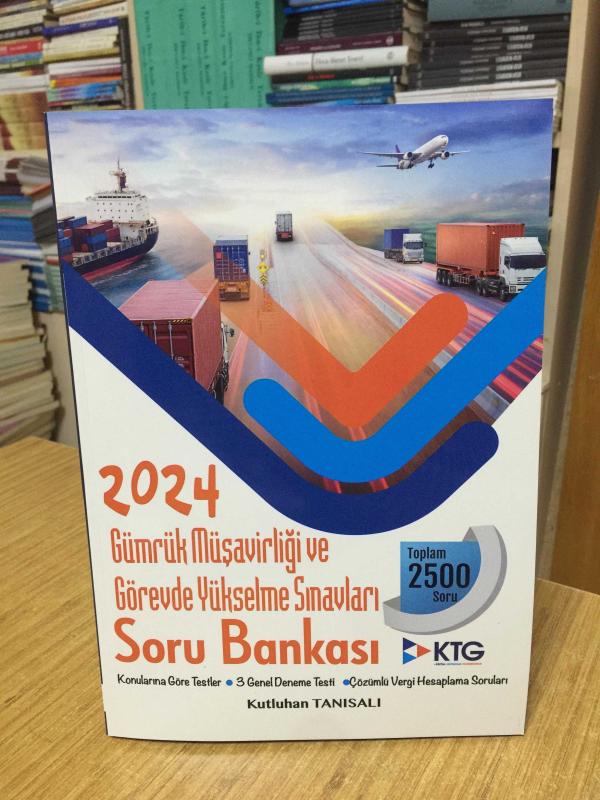 2024
Gümrük Müşavirliği ve
Görevde Yükselme Sınavları
Soru Bankası
Toplam
2500
Soru
KTG
Konularına Göre Testler • 3 Genel Deneme Testi • Çözümlü Vergi Hesaplama Soruları
Kutluhan TANISALI